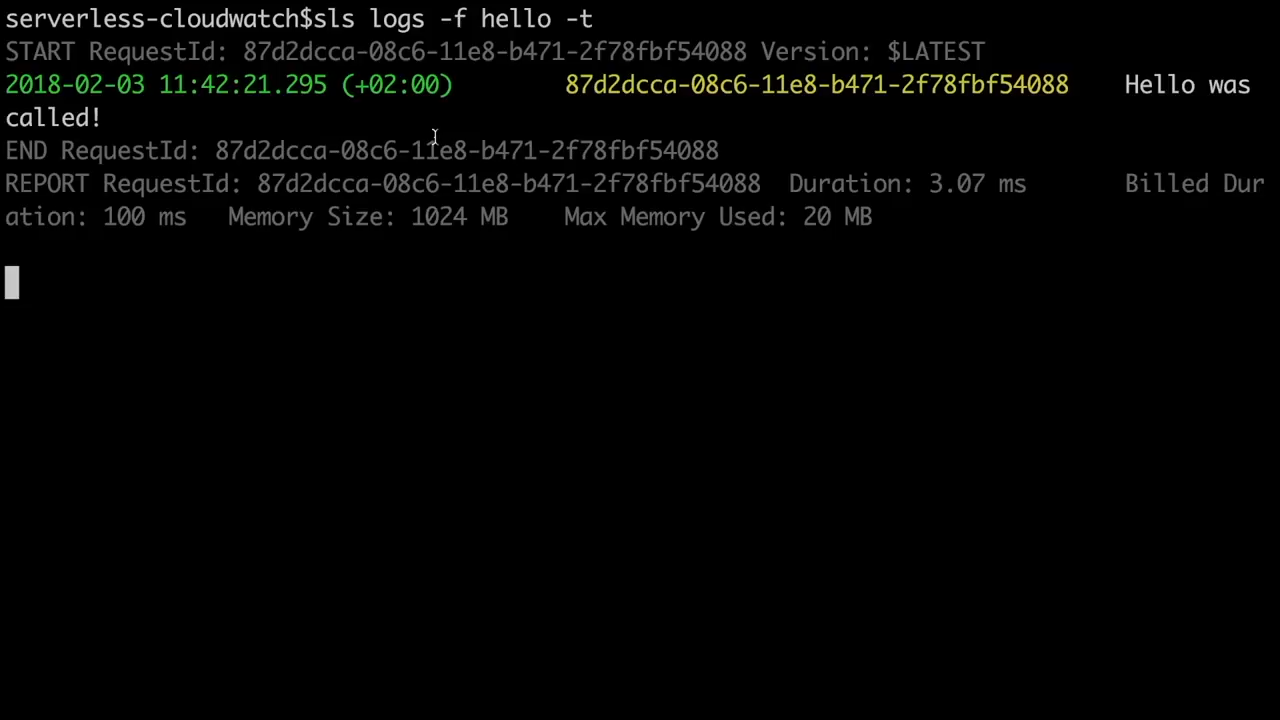 serverless-cloudwatch$sls logs -f hello -t
START RequestId: 87d2dcca-08c6-11e8-b471-2f78fbf54088 Version: $LATEST
2018-02-03 11:42:21.295 (+02:00)        87d2dcca-08c6-11e8-b471-2f78fbf54088    Hello was
called!
END RequestId: 87d2dcca-08c6-11e8-b471-2f78fbf54088
REPORT RequestId: 87d2dcca-08c6-11e8-b471-2f78fbf54088  Duration: 3.07 ms       Billed Dur
ation: 100 ms   Memory Size: 1024 MB    Max Memory Used: 20 MB